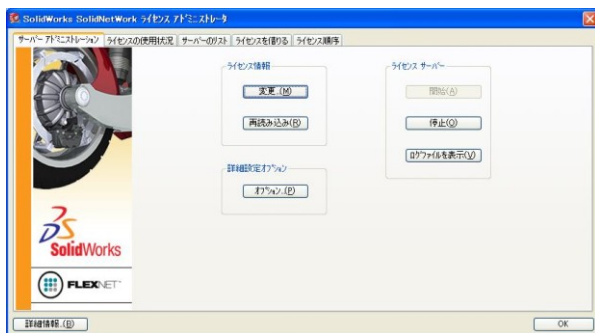 SolidWorks SolidNetWork ライセンス アドミニストレータ
サーバー アドミニストレーション ライセンスの使用状況 サーバーのリスト ライセンスを借りる ライセンス順序
ライセンス情報
変更...(M)
再読み込み(R)
詳細設定オプション
オプション...(P)
ライセンス サーバー
開始(A)
停止(O)
ログファイルを表示(V)
SolidWorks
FLEXNET™
詳細情報...(B)
OK